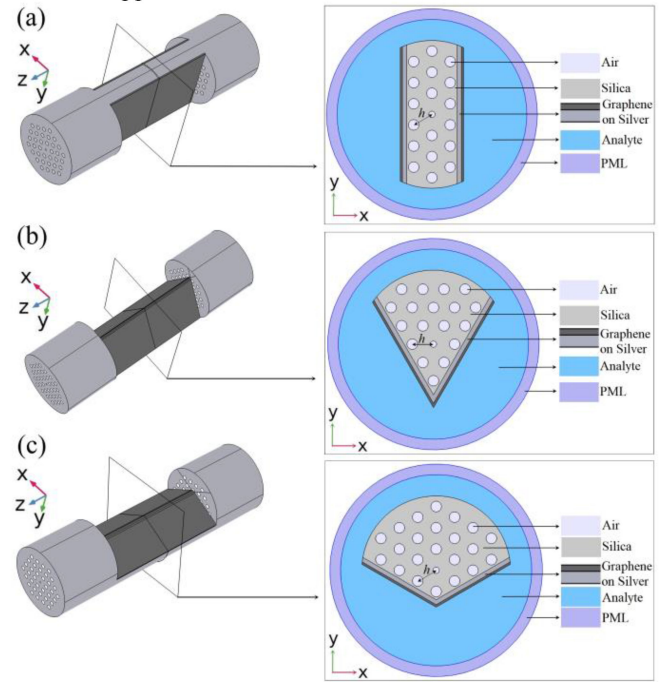 (a)
x
z
y
h
y
x
Air
Silica
Graphene
on Silver
Analyte
PML
(b)
x
z
y
h
y
x
Air
Silica
Graphene
on Silver
Analyte
PML
(c)
x
z
y
h
y
x
Air
Silica
Graphene
on Silver
Analyte
PML